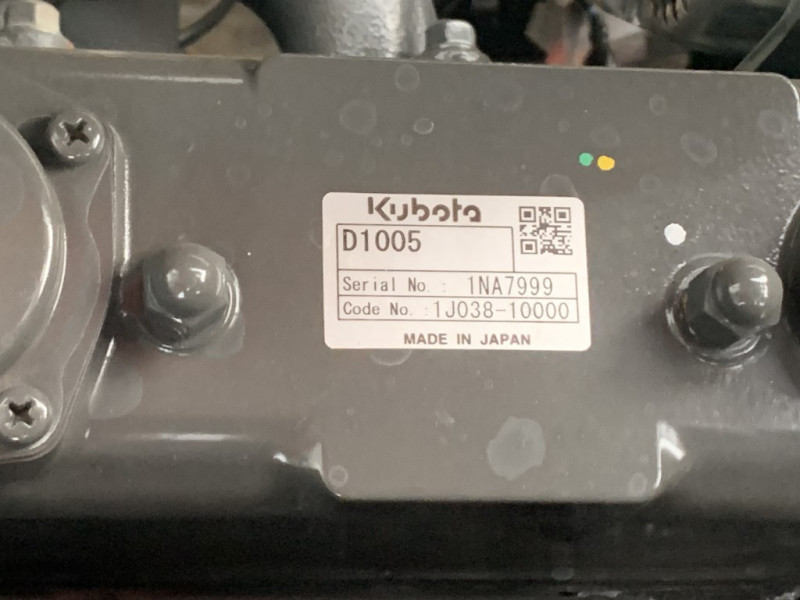 Kubota
D1005
Serial No. : 1NA7999
Code No. : 1J038-10000
MADE IN JAPAN